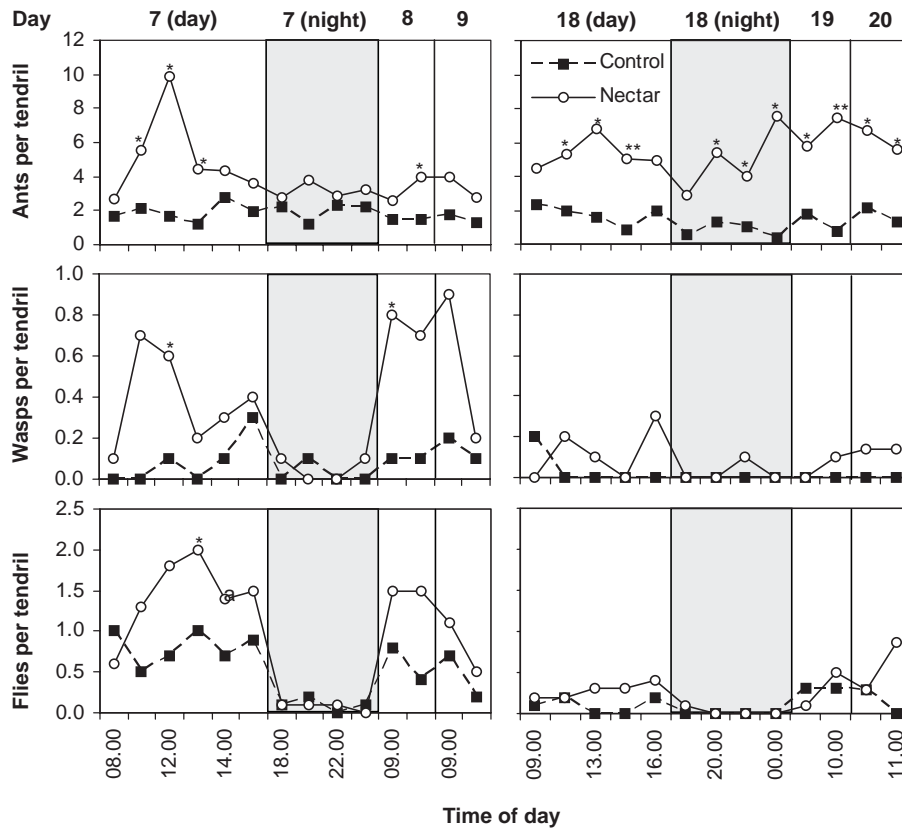 Day 7 (day) 7 (night) 8 9 18 (day) 18 (night) 19 20
Ants per tendril
12
10
8
6
4
2
0
* * * *
Control
Nectar
* * ** * * * * ** * *
Wasps per tendril
1.0
0.8
0.6
0.4
0.2
0.0
* *
Flies per tendril
2.5
2.0
1.5
1.0
0.5
0.0
* a
08.00 12.00 14.00 18.00 22.00 09.00 09.00 09.00 13.00 16.00 20.00 00.00 10.00 11.00
Time of day